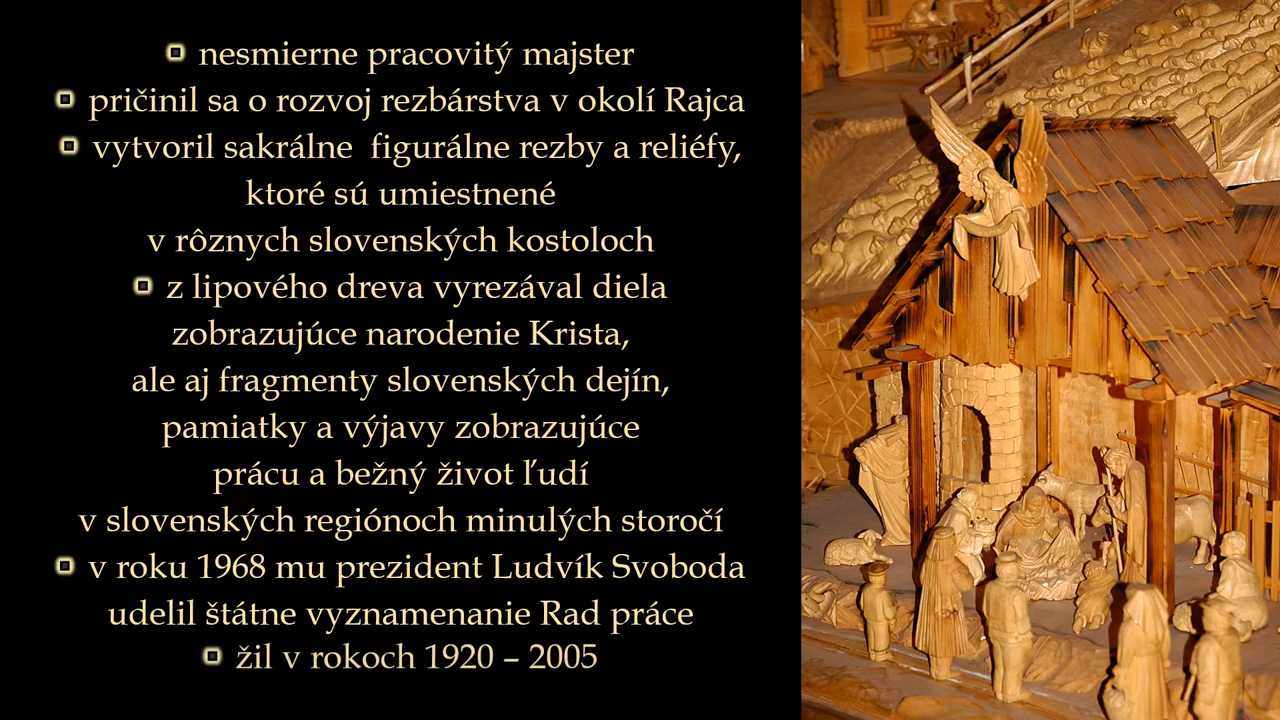 nesmierne pracovitý majster
pričinil sa o rozvoj rezbárstva v okolí Rajca
vytvoril sakrálne figurálne rezby a reliéfy,
ktoré sú umiestnené
v rôznych slovenských kostoloch
z lipového dreva vyrezával diela
zobrazujúce narodenie Krista,
ale aj fragmenty slovenských dejín,
pamiatky a výjavy zobrazujúce
prácu a bežný život ľudí
v slovenských regiónoch minulých storočí
v roku 1968 mu prezident Ludvík Svoboda
udelil štátne vyznamenanie Rad práce
žil v rokoch 1920 – 2005